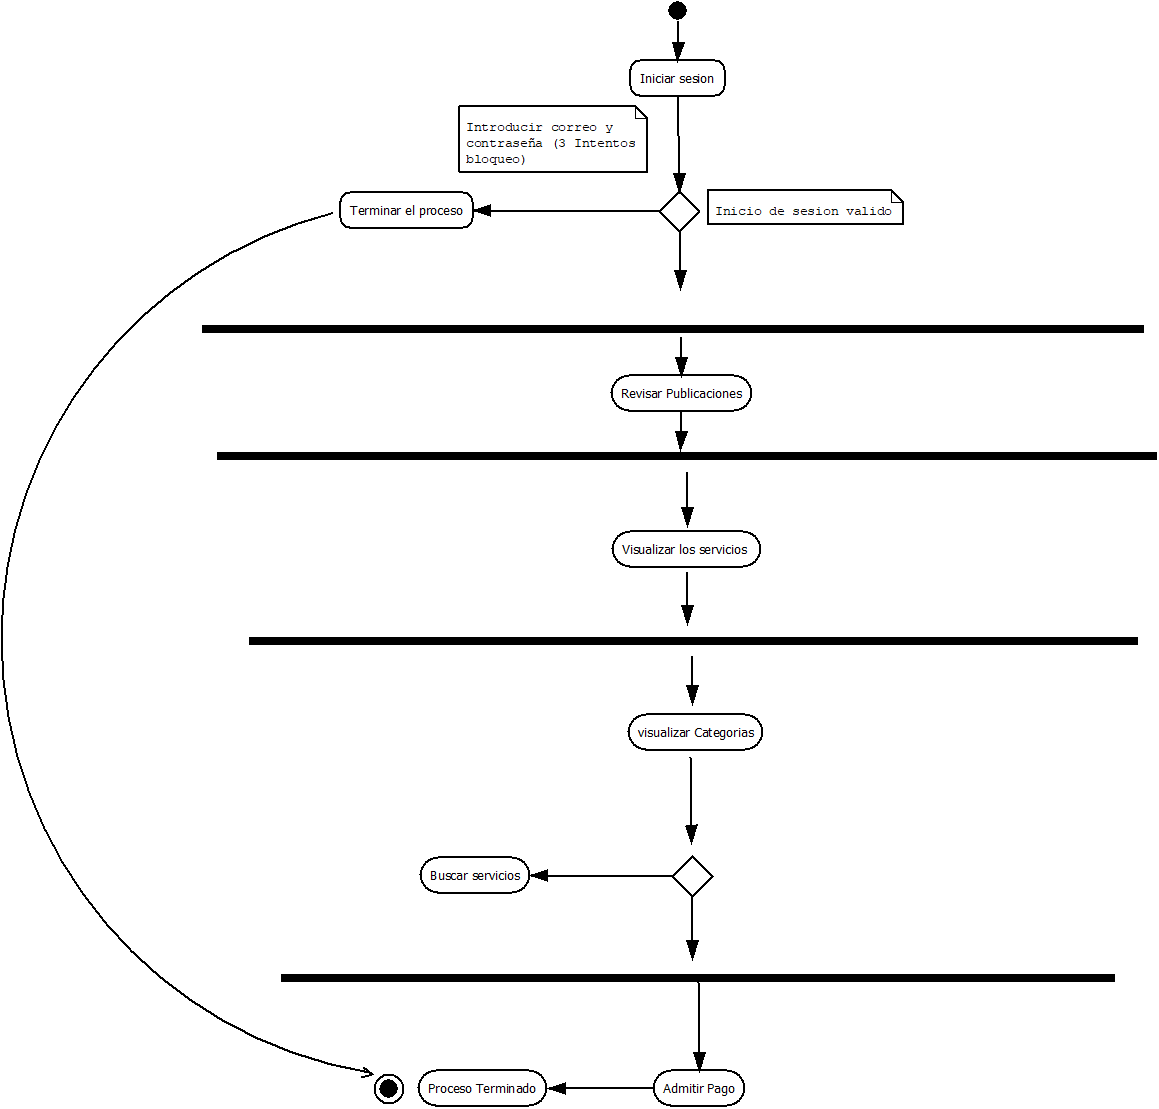 Iniciar sesion
Introducir correo y
contraseña (3 Intentos
bloqueo)
Terminar el proceso
Inicio de sesion valido
Revisar Publicaciones
Visualizar los servicios
visualizar Categorias
Buscar servicios
Proceso Terminado
Admitir Pago